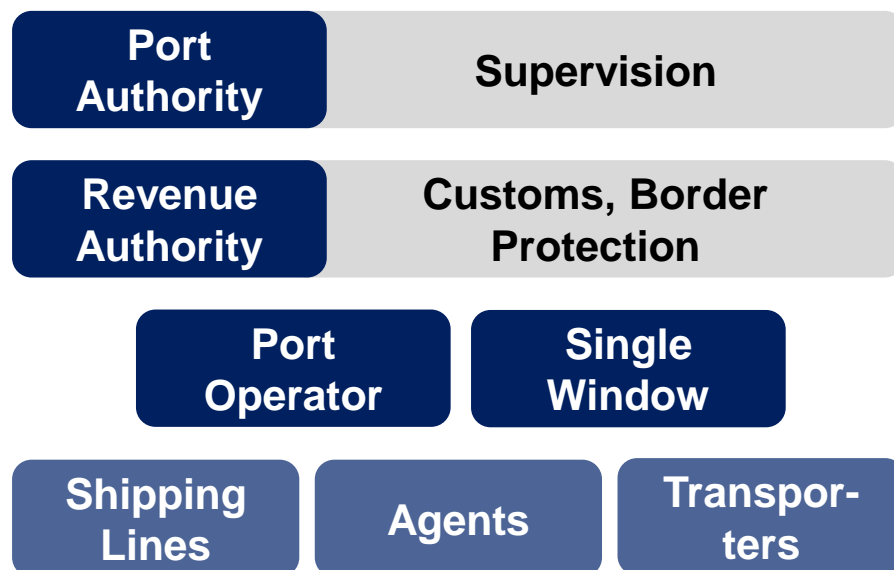 Port
Authority
Supervision
Revenue
Authority
Customs, Border
Protection
Port
Operator
Single
Window
Shipping
Lines
Agents
Transpor-
ters